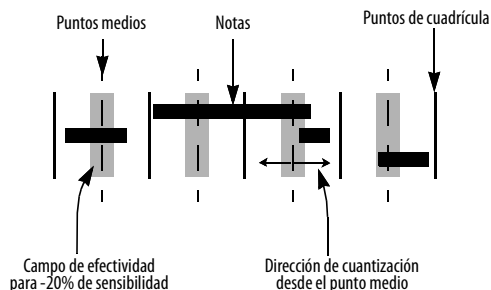 Puntos medios
Notas
Puntos de cuadrícula
Campo de efectividad
para -20% de sensibilidad
Dirección de cuantización
desde el punto medio